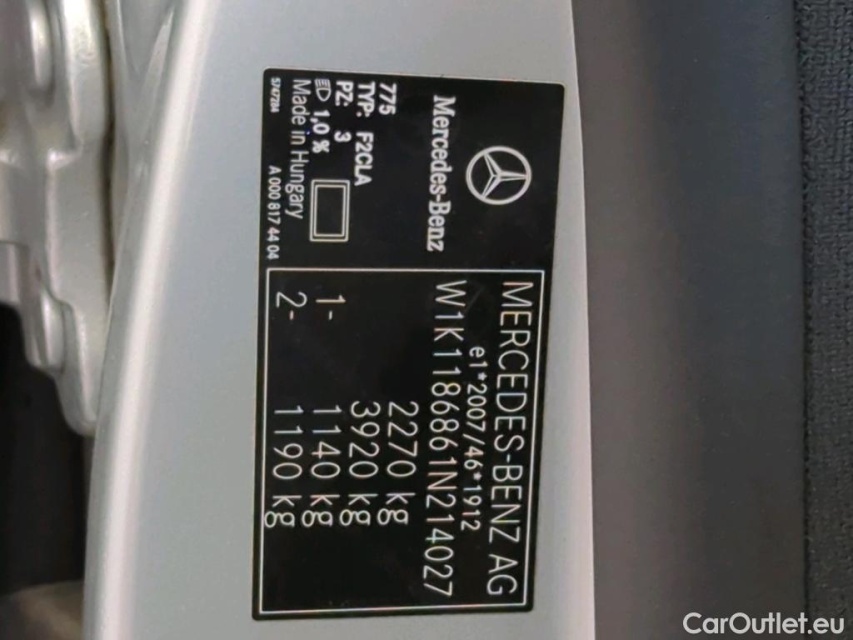 Mercedes-Benz
775
TYP: F2CLA
PZ: 3
1,0 %
Made in Hungary
5747284 A 000 817 44 04
MERCEDES-BENZ AG
e1*2007/46*1912
W1K1186861N214027
2270 kg
3920 kg
1- 1140 kg
2- 1190 kg
CarOutlet.eu